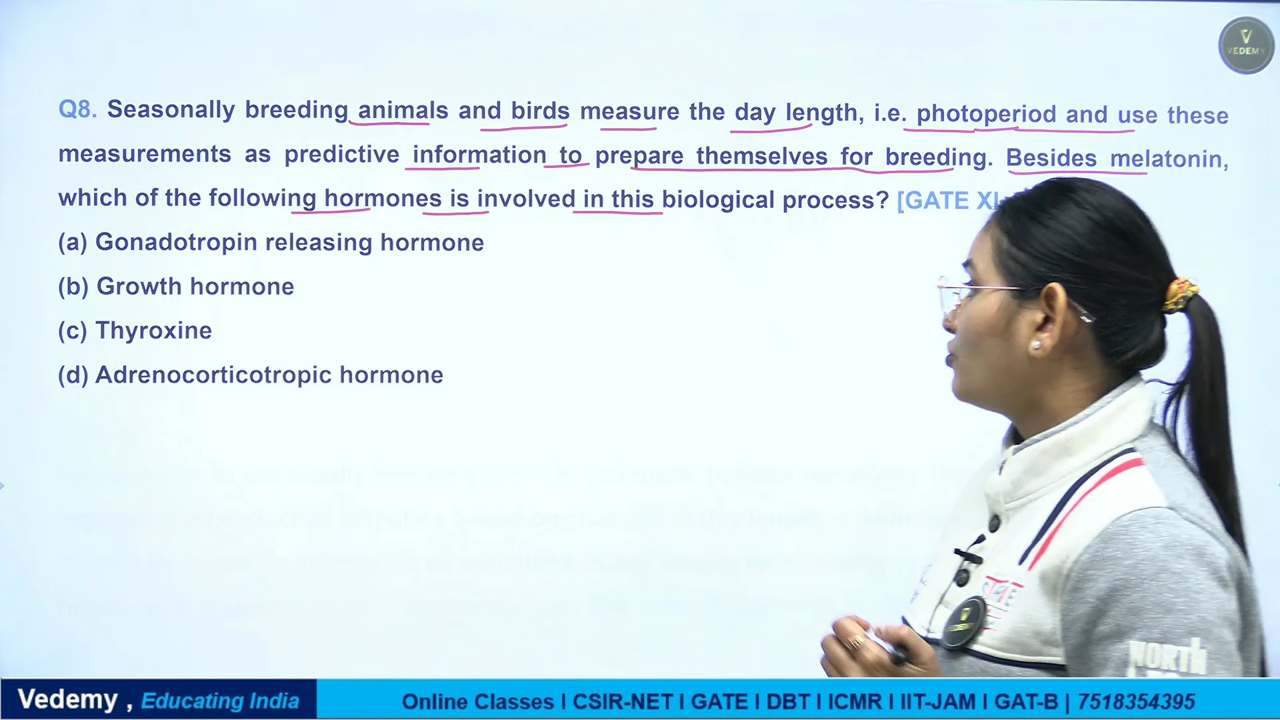 VEDEMY
Q8. Seasonally breeding animals and birds measure the day length, i.e. photoperiod and use these
measurements as predictive information to prepare themselves for breeding. Besides melatonin,
which of the following hormones is involved in this biological process? [GATE XL
(a) Gonadotropin releasing hormone
(b) Growth hormone
(c) Thyroxine
(d) Adrenocorticotropic hormone
VEDEMY
NORTH
Vedemy , Educating India
Online Classes I CSIR-NET I GATE I DBT I ICMR I IIT-JAM I GAT-B | 7518354395